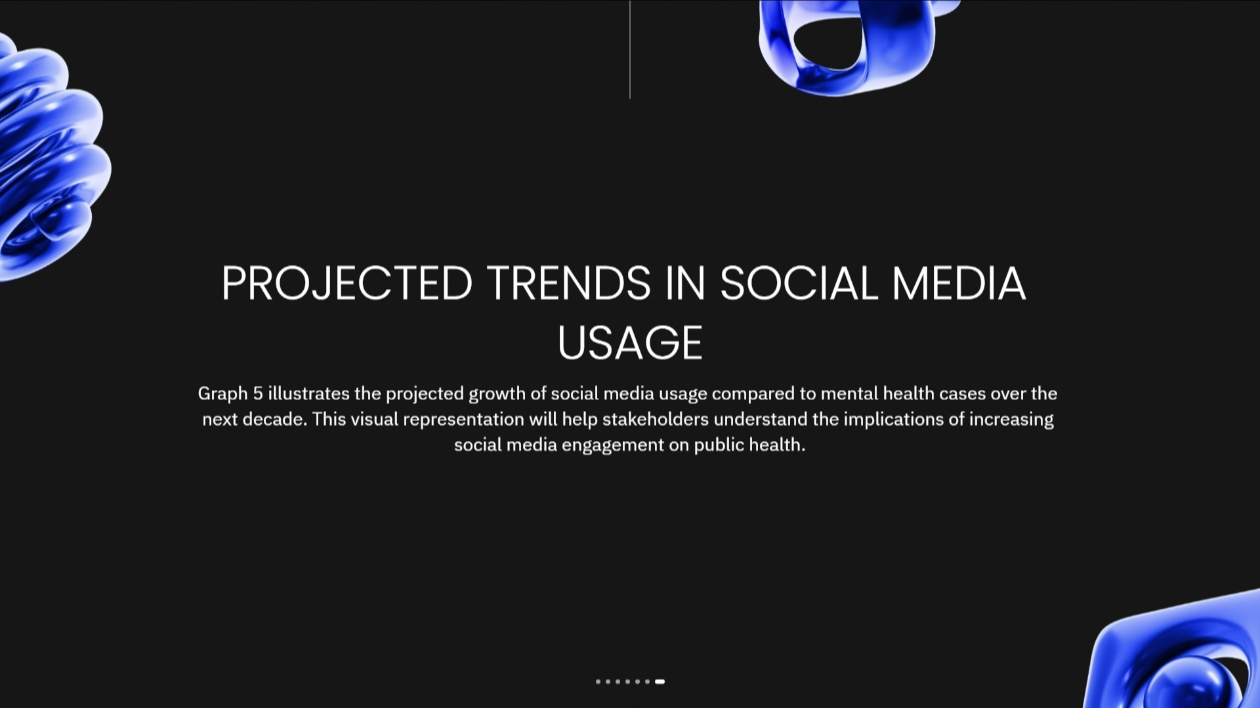 PROJECTED TRENDS IN SOCIAL MEDIA
USAGE
Graph 5 illustrates the projected growth of social media usage compared to mental health cases over the
next decade. This visual representation will help stakeholders understand the implications of increasing
social media engagement on public health.